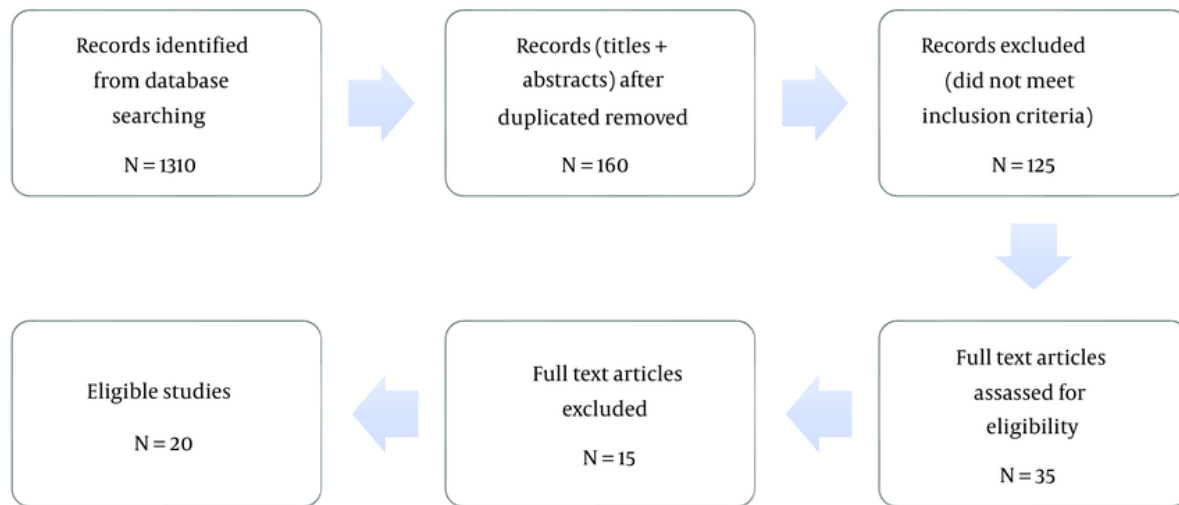 Records identified
from database
searching
N = 1310
Records (titles +
abstracts) after
duplicated removed
N = 160
Records excluded
(did not meet
inclusion criteria)
N = 125
Full text articles
assassed for
eligibility
N = 35
Full text articles
excluded
N = 15
Eligible studies
N = 20